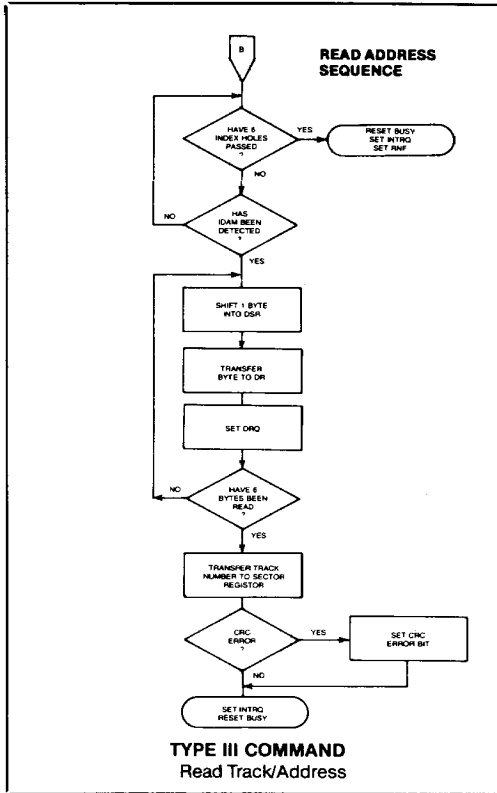 B
READ ADDRESS
SEQUENCE
HAVE 6
INDEX HOLES
PASSED
?
YES
RESET BUSY
SET INTRQ
SET RNF
NO
HAS
IDAM BEEN
DETECTED
?
NO
YES
SHIFT 1 BYTE
INTO DSR
TRANSFER
BYTE TO DR
SET DRQ
HAVE 6
BYTES BEEN
READ
?
NO
YES
TRANSFER TRACK
NUMBER TO SECTOR
REGISTOR
CRC
ERROR
?
YES
SET CRC
ERROR BIT
NO
SET INTRQ
RESET BUSY
TYPE III COMMAND
Read Track/Address